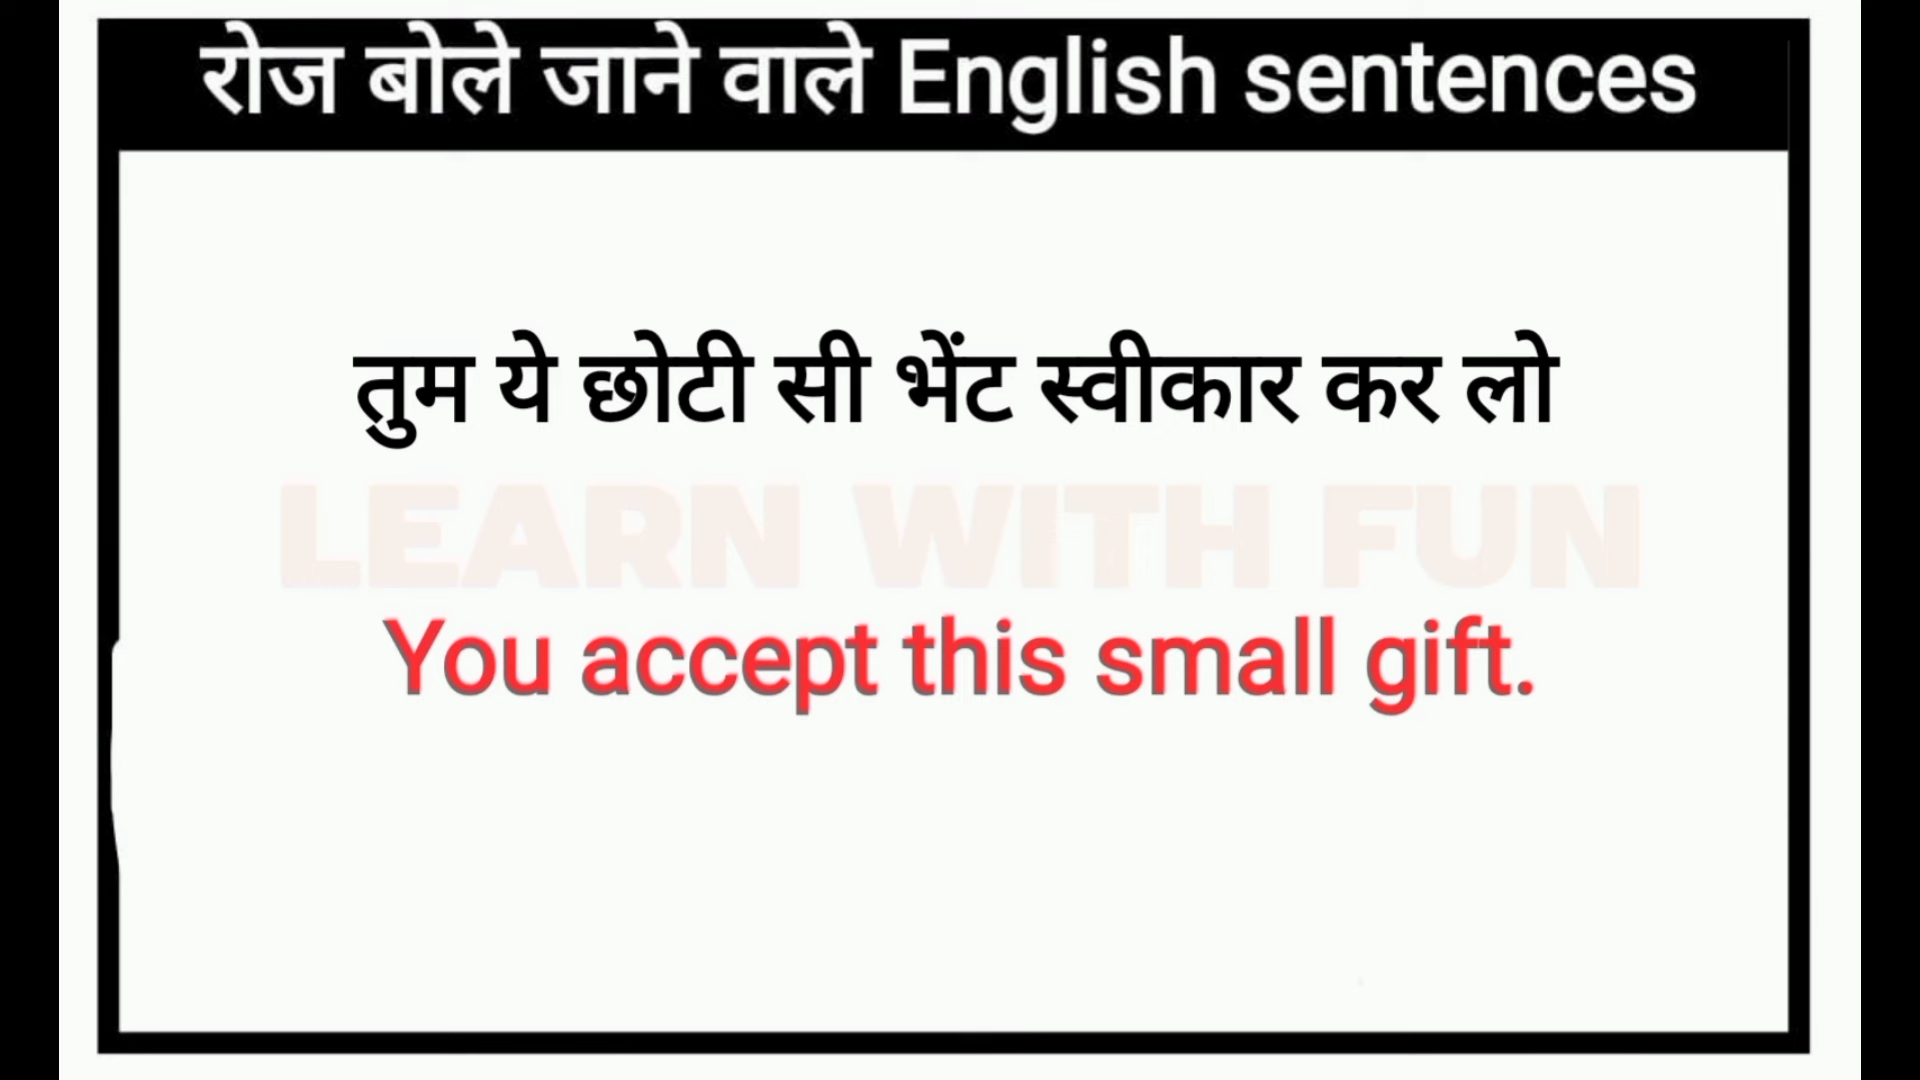 रोज बोले जाने वाले English sentences
तुम ये छोटी सी भेंट स्वीकार कर लो
LEARN WITH FUN
You accept this small gift.